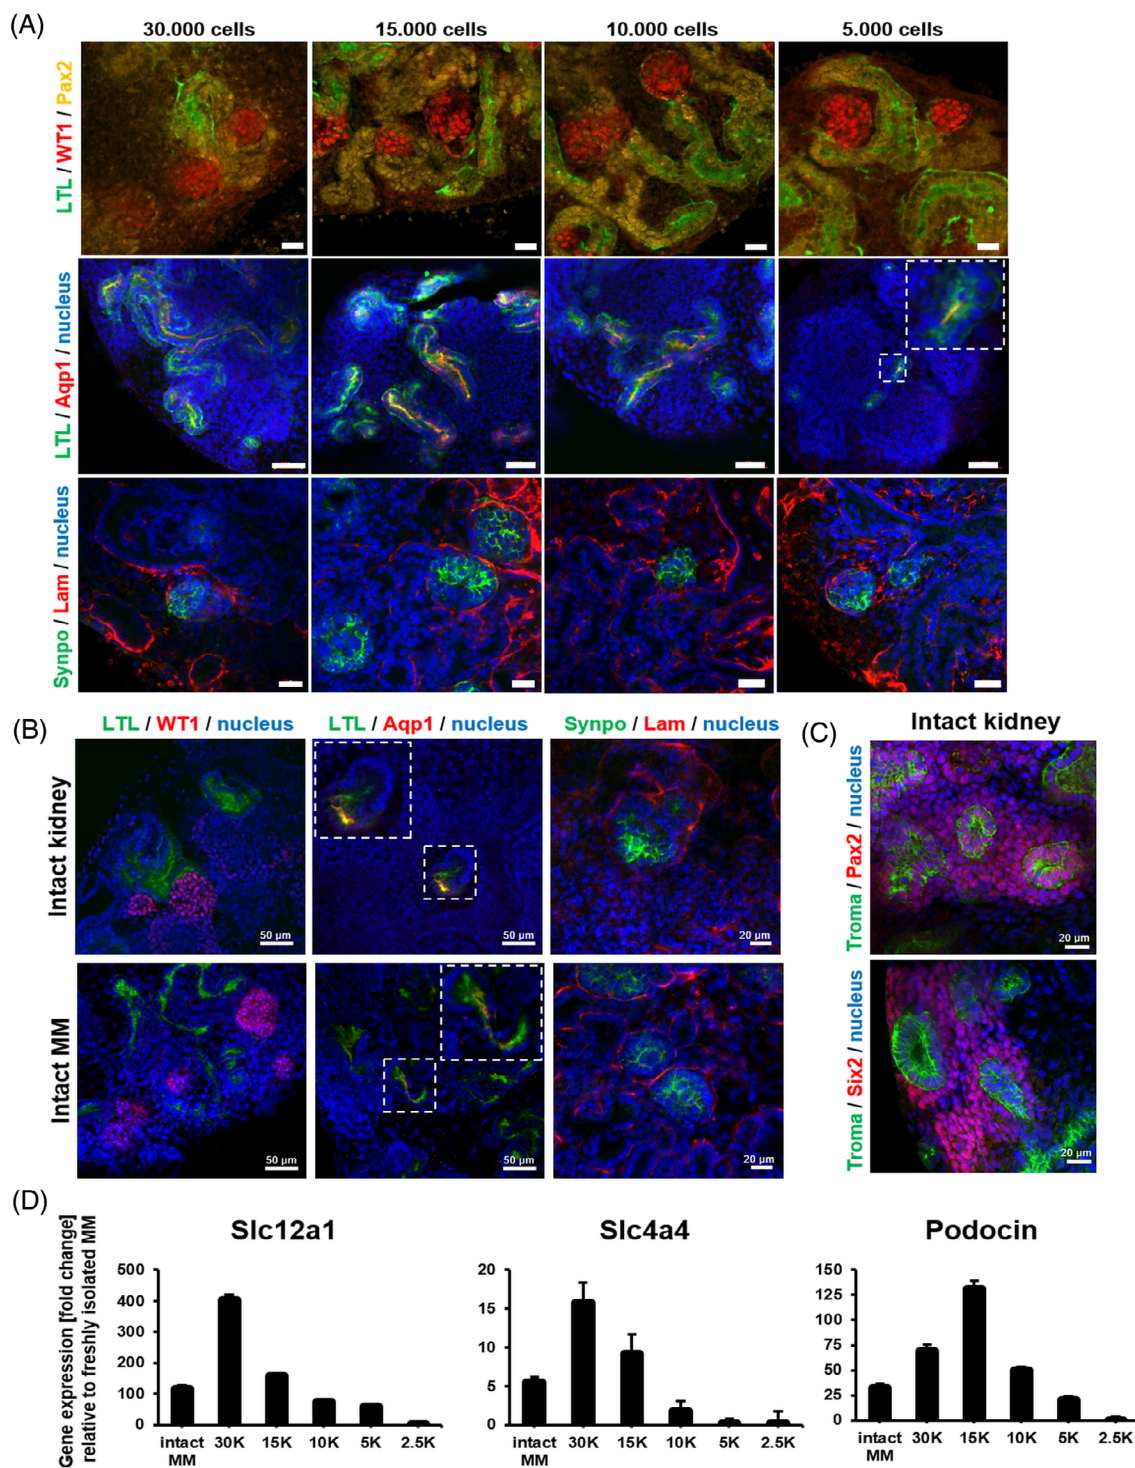 (A)
30.000 cells
15.000 cells
10.000 cells
5.000 cells
LTL / WT1 / Pax2
LTL / Aqp1 / nucleus
Synpo / Lam / nucleus
(B)
LTL / WT1 / nucleus
LTL / Aqp1 / nucleus
Synpo / Lam / nucleus
Intact kidney
50 µm
50 µm
20 µm
Intact MM
50 µm
50 µm
20 µm
(C)
Intact kidney
Troma / Pax2 / nucleus
20 µm
Troma / Six2 / nucleus
20 µm
(D)
Gene expression [fold change]
relative to freshly isolated MM
Slc12a1
500
400
300
200
100
0
intact MM
30K
15K
10K
5K
2.5K
Slc4a4
20
15
10
5
0
intact MM
30K
15K
10K
5K
2.5K
Podocin
150
125
100
75
50
25
0
intact MM
30K
15K
10K
5K
2.5K